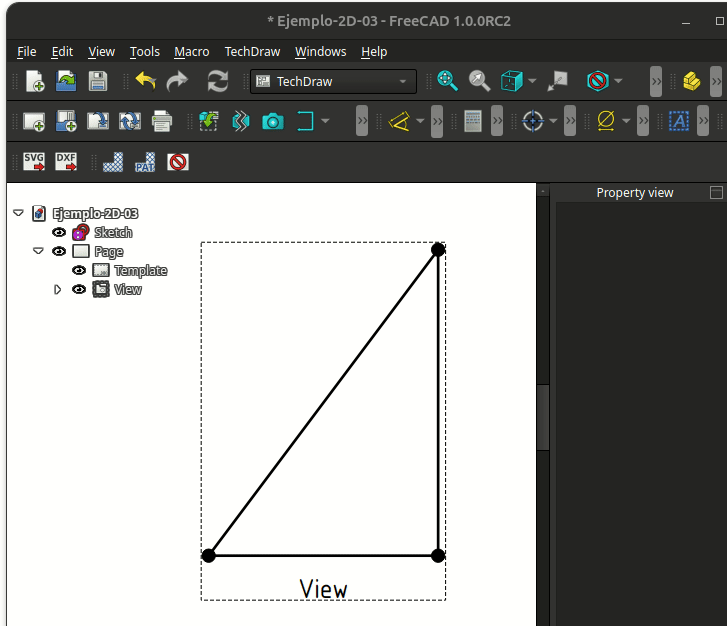 * Ejemplo-2D-03 - FreeCAD 1.0.0RC2
File Edit View Tools Macro TechDraw Windows Help
TechDraw
A
SVG DXF PAT
Property view
Ejemplo-2D-03
Sketch
Page
Template
View
View